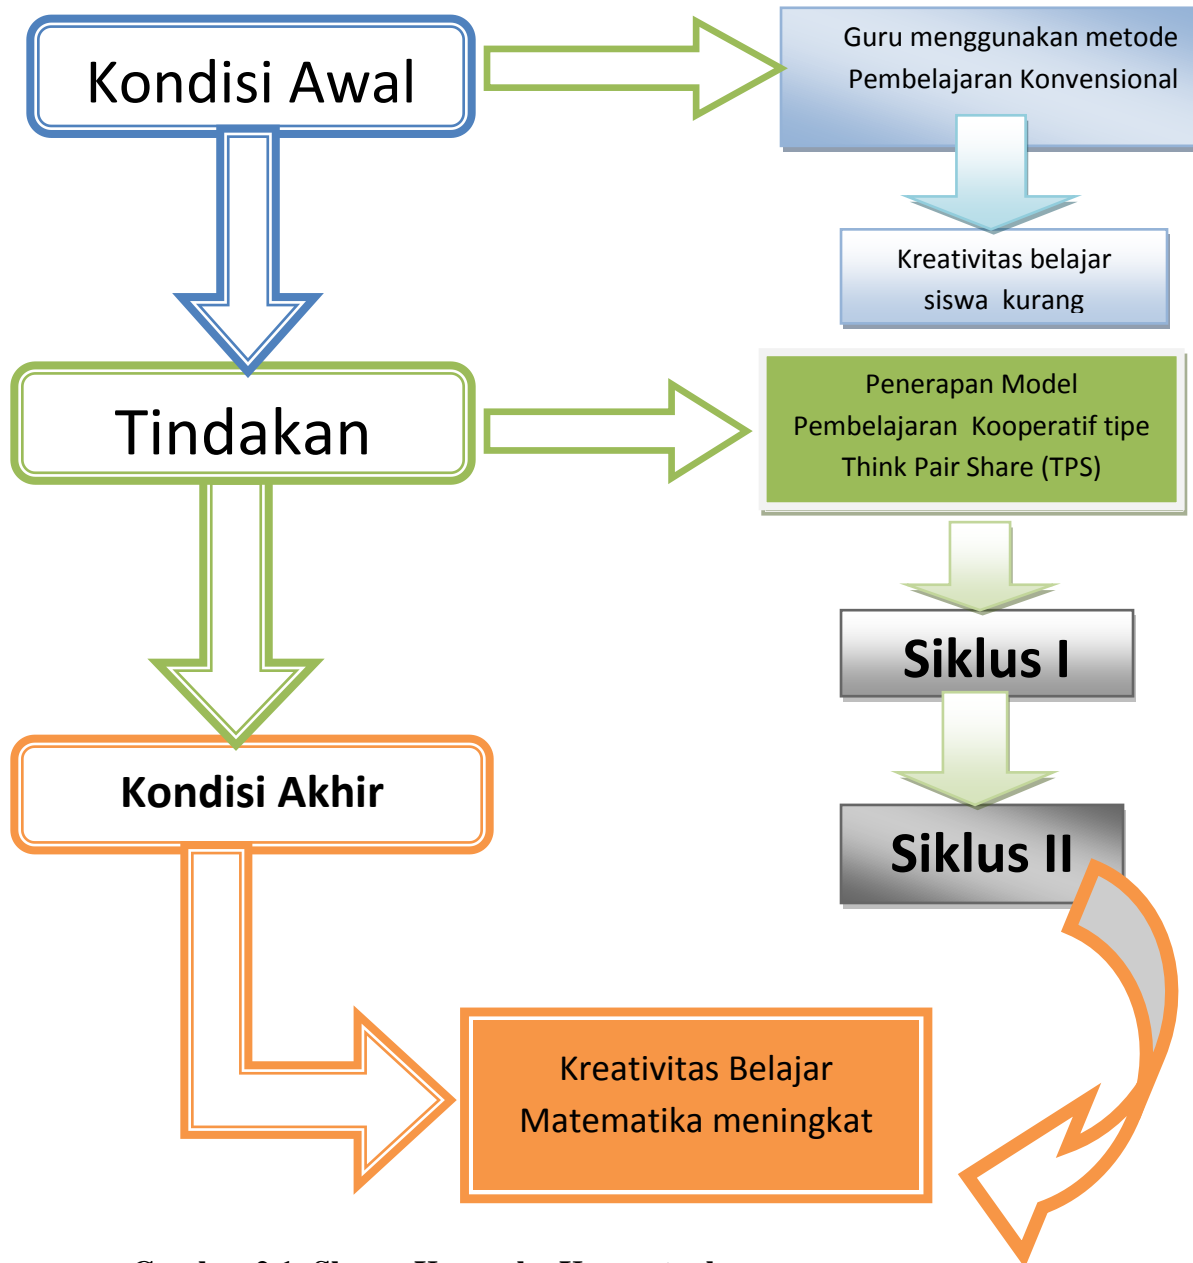 Kondisi Awal
Guru menggunakan metode
Pembelajaran Konvensional
Kreativitas belajar
siswa kurang
Tindakan
Penerapan Model
Pembelajaran Kooperatif tipe
Think Pair Share (TPS)
Siklus I
Kondisi Akhir
Siklus II
Kreativitas Belajar
Matematika meningkat